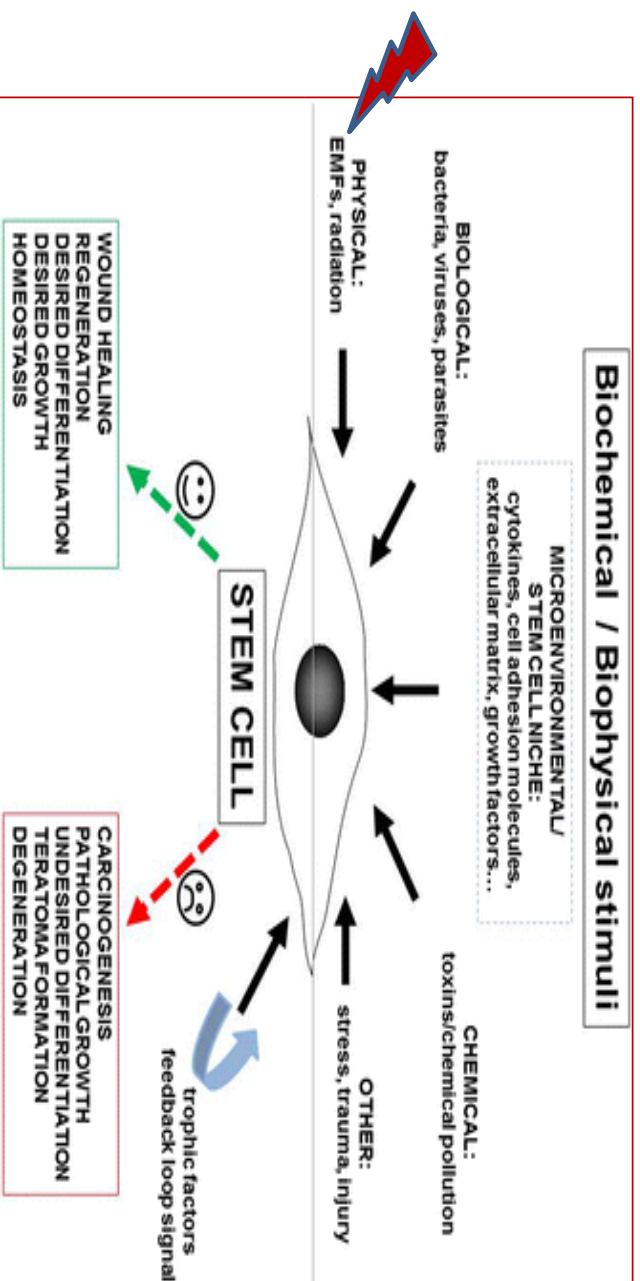 Biochemical / Biophysical stimuli
MICROENVIRONMENTAL/
STEM CELL NICHE:
cytokines, cell adhesion molecules,
extracellular matrix, growth factors...
BIOLOGICAL:
bacteria, viruses, parasites
CHEMICAL:
toxins/chemical pollution
PHYSICAL:
EMFs, radiation
OTHER:
stress, trauma, injury
STEM CELL
trophic factors
feedback loop signal
WOUND HEALING
REGENERATION
DESIRED DIFFERENTIATION
DESIRED GROWTH
HOMEOSTASIS
CARCINOGENESIS
PATHOLOGICAL GROWTH
UNDESIRED DIFFERENTIATION
TERATOMA FORMATION
DEGENERATION